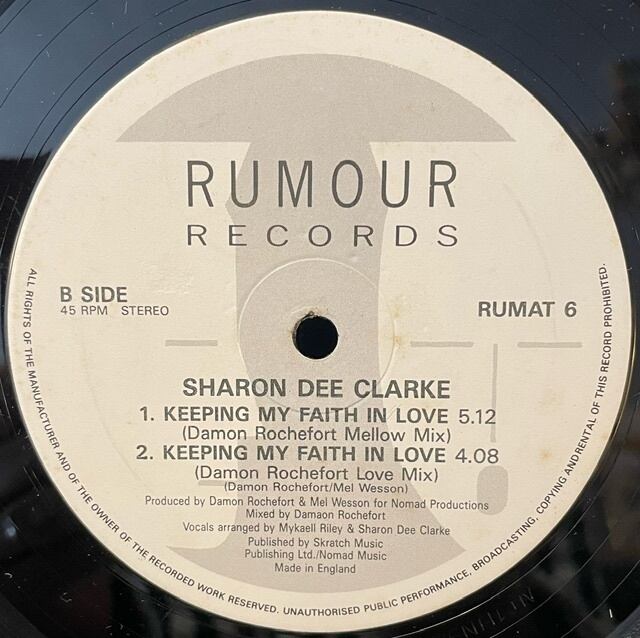 RUMOUR
RECORDS
B SIDE
45 RPM STEREO
RUMAT 6
SHARON DEE CLARKE
1. KEEPING MY FAITH IN LOVE 5.12
(Damon Rochefort Mellow Mix)
2. KEEPING MY FAITH IN LOVE 4.08
(Damon Rochefort Love Mix)
(Damon Rochefort/Mel Wesson)
Produced by Damon Rochefort & Mel Wesson for Nomad Productions
Mixed by Damaon Rochefort
Vocals arranged by Mykaell Riley & Sharon Dee Clarke
Published by Skratch Music
Publishing Ltd./Nomad Music
Made in England
ALL RIGHTS OF THE MANUFACTURER AND OF THE OWNER OF THE RECORDED WORK RESERVED. UNAUTHORISED PUBLIC PERFORMANCE, BROADCASTING, COPYING ANDRENTAL OF THIS RECORD PROHIBITED.